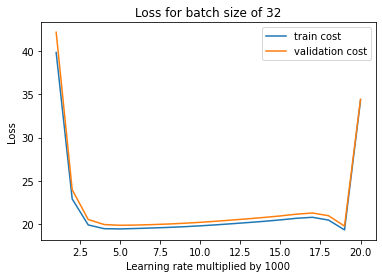 Loss for batch size of 32
train cost
validation cost
Loss
40
35
30
25
20
2.5 5.0 7.5 10.0 12.5 15.0 17.5 20.0
Learning rate multiplied by 1000